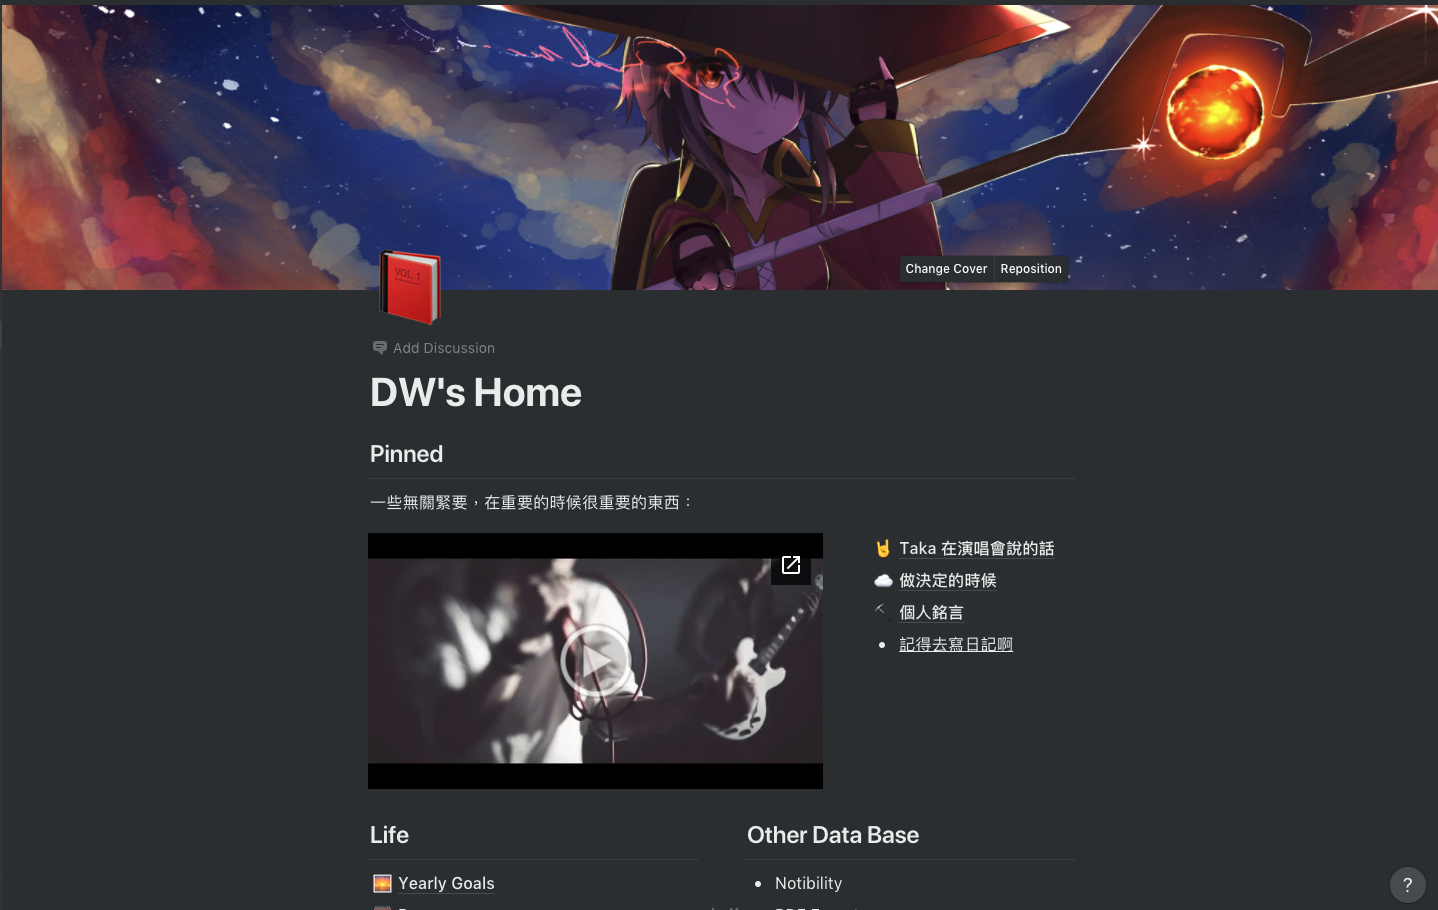 VOL. 1
Change Cover Reposition
Add Discussion
DW's Home
Pinned
一些無關緊要，在重要的時候很重要的東西：
🤘 Taka 在演唱會說的話
☁️ 做決定的時候
⛏ 個人銘言
• 記得去寫日記啊
Life
Yearly Goals
Other Data Base
• Notibility
?